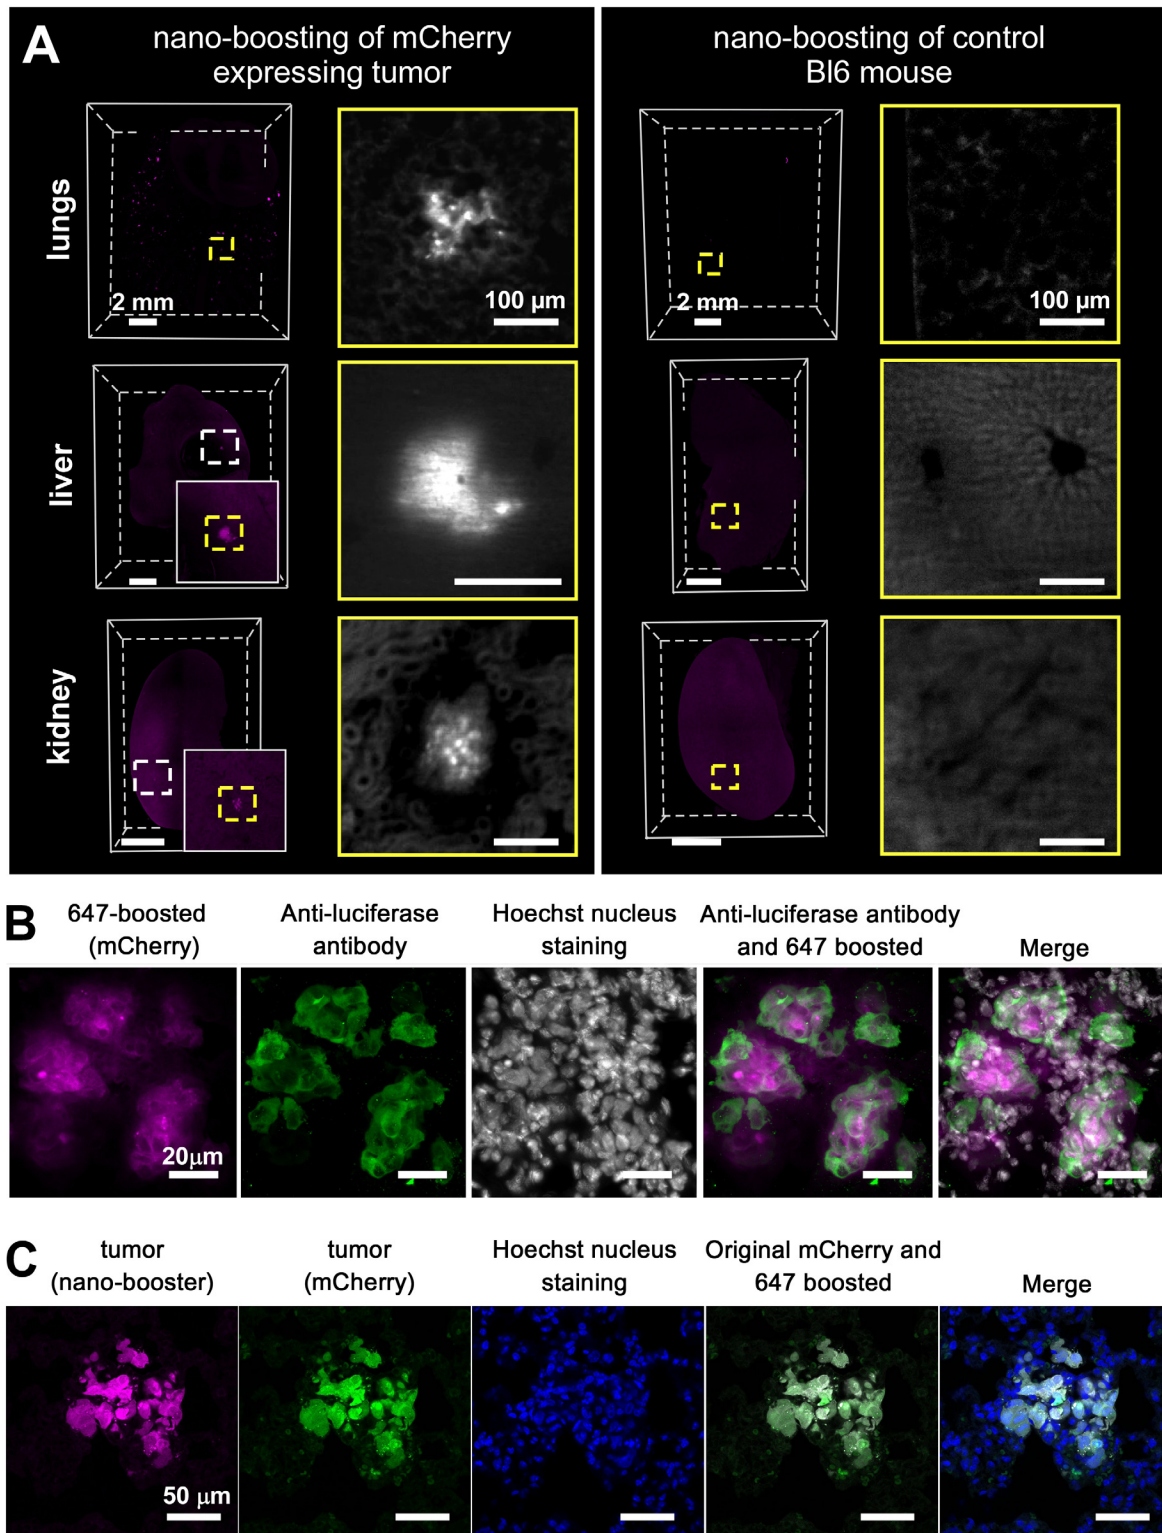 A
nano-boosting of mCherry
expressing tumor
nano-boosting of control
Bl6 mouse
lungs
2 mm
100 µm
2 mm
100 µm
liver
kidney
B
647-boosted
(mCherry)
Anti-luciferase
antibody
Hoechst nucleus
staining
Anti-luciferase antibody
and 647 boosted
Merge
20µm
C
tumor
(nano-booster)
tumor
(mCherry)
Hoechst nucleus
staining
Original mCherry and
647 boosted
Merge
50 µm